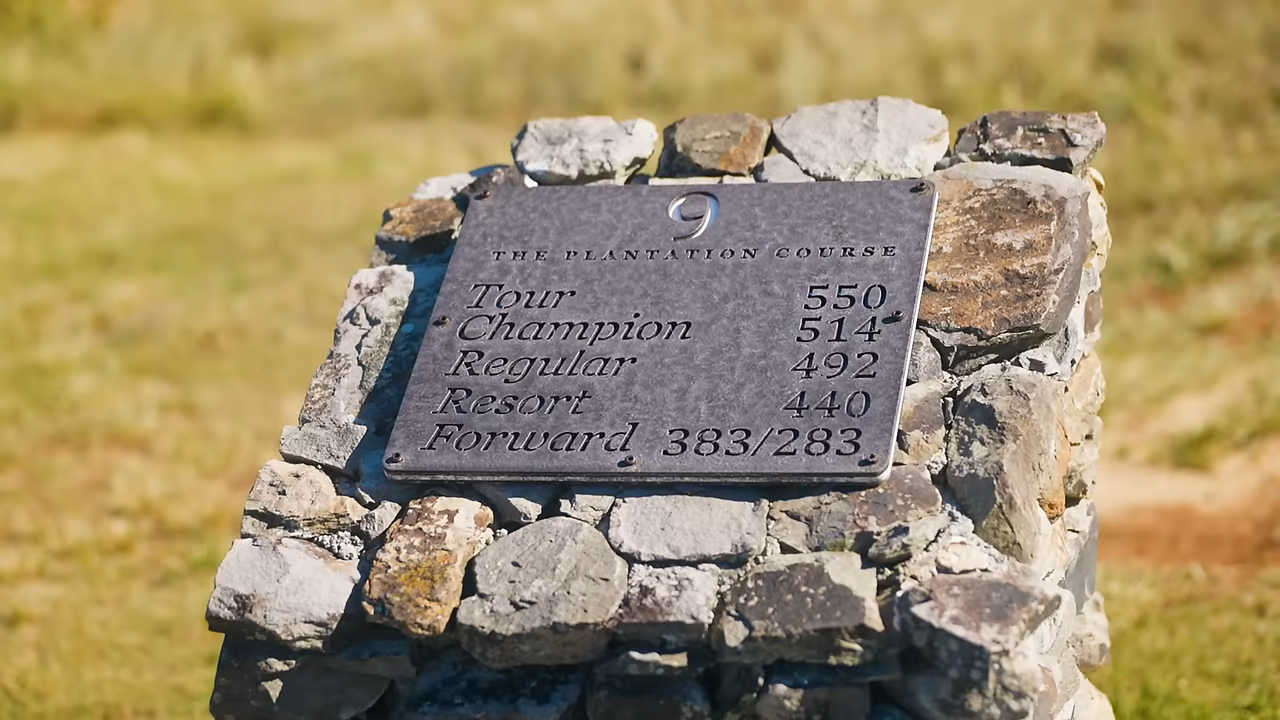 9
THE PLANTATION COURSE
Tour 550
Champion 514
Regular 492
Resort 440
Forward 383/283